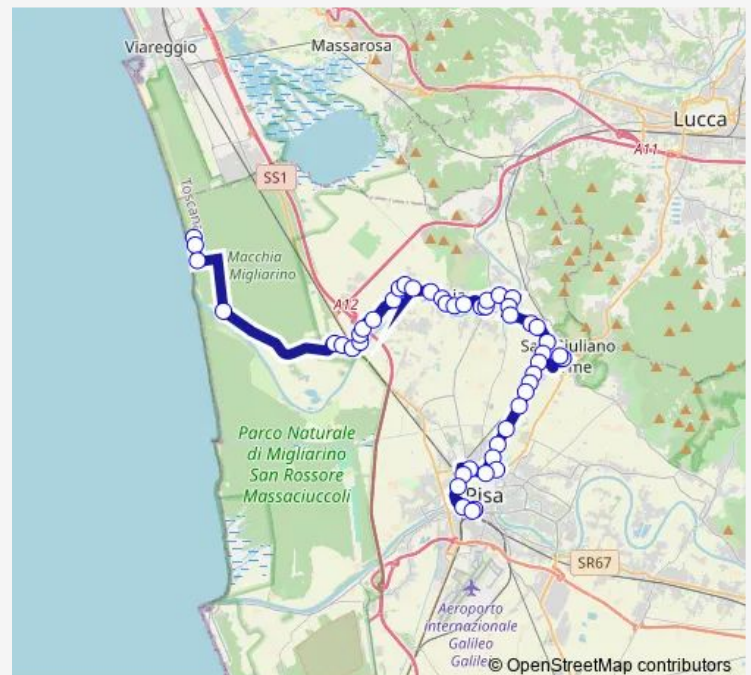 Viareggio
Massarosa
Lucca
A11
SS1
Toscana
Macchia
Migliarino
A12
San Giuliano
Terme
Parco Naturale
di Migliarino
San Rossore
Massaciuccoli
Pisa
SR67
Aeroporto
internazionale
Galileo
Galilei
© OpenStreetMap contributors